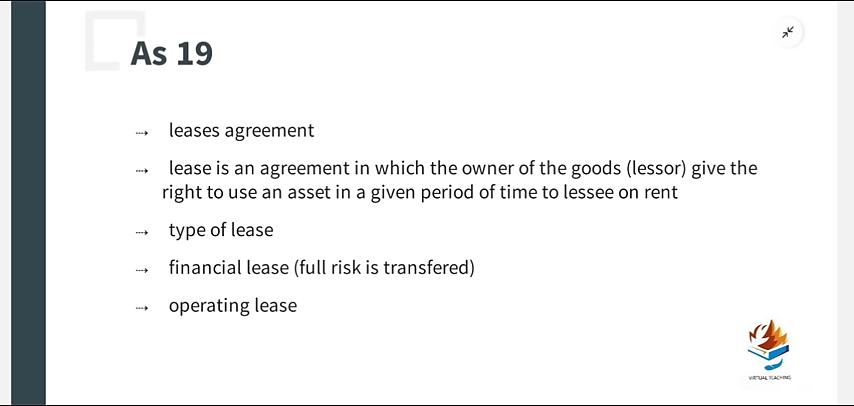 As 19
leases agreement
lease is an agreement in which the owner of the goods (lessor) give the
right to use an asset in a given period of time to lessee on rent
type of lease
financial lease (full risk is transfered)
operating lease
VIRTUAL TEACHING